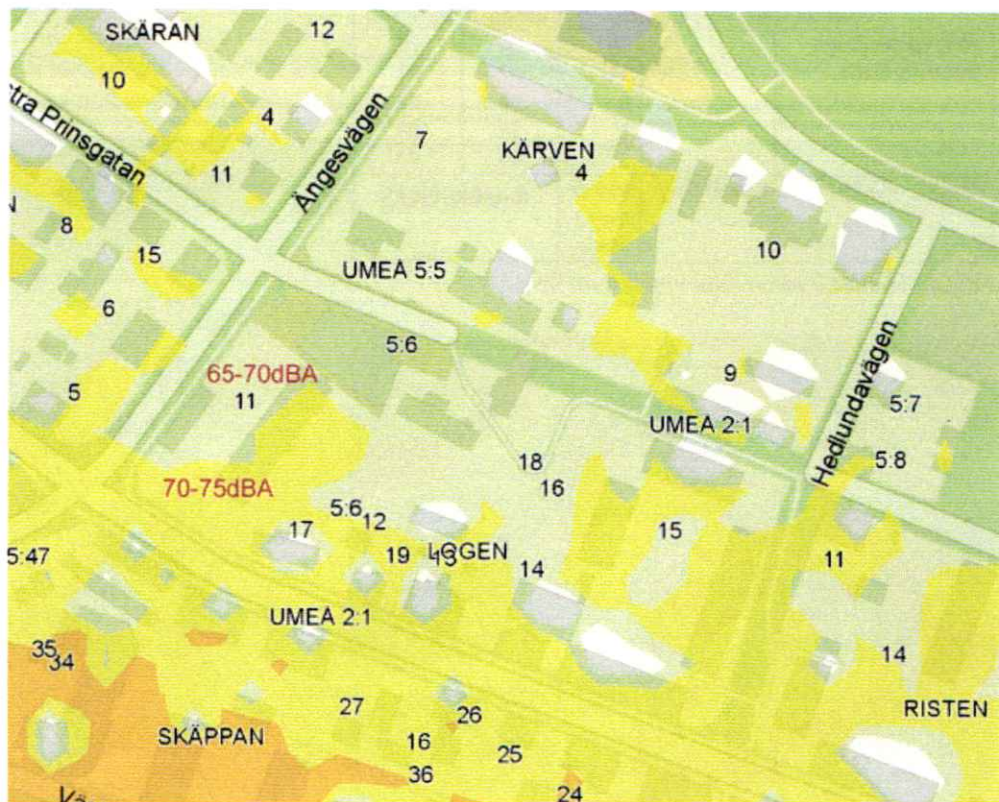 SKÄRAN
12
10
4
stra Prinsgatan
11
Ängesvägen
7
KÄRVEN
4
N
8
15
10
UMEÅ 5:5
6
5:6
65-70dBA
11
5
9
5:7
UMEÅ 2:1
Hedlundavägen
5:8
18
16
70-75dBA
5:6
12
17
15
5:47
19
LOGEN
14
11
UMEÅ 2:1
35
34
14
27
26
RISTEN
SKÄPPAN
16
25
36
24